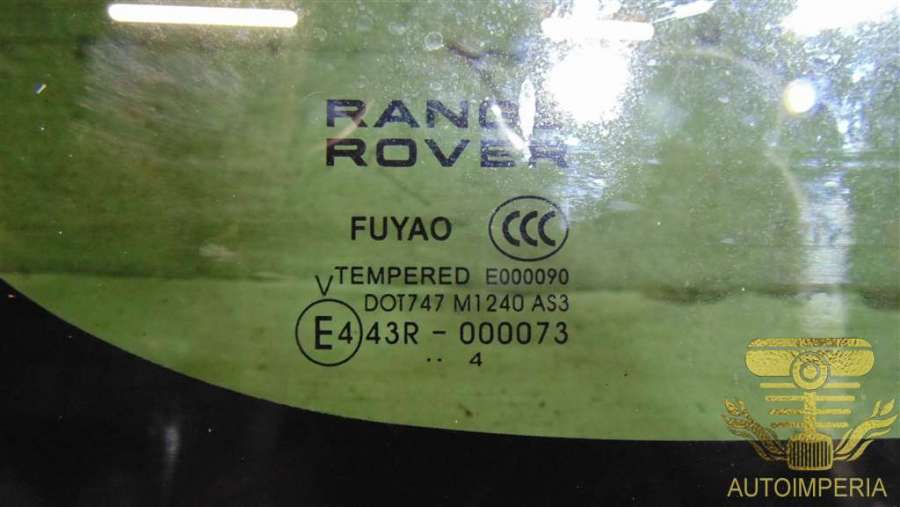 RANGE
ROVER
FUYAO CCC
V TEMPERED E000090
DOT747 M1240 AS3
E4 43R - 000073
.. 4
AUTOIMPERIA